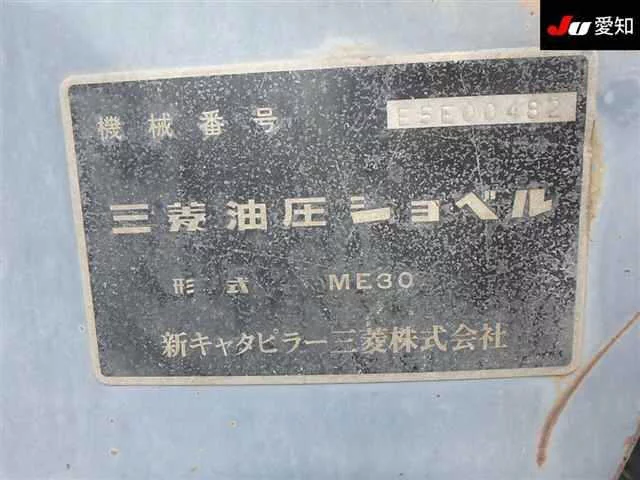 JU 愛知
機械番号 E5E00482
三菱油圧ショベル
形式 ME30
新キャタピラー三菱株式会社